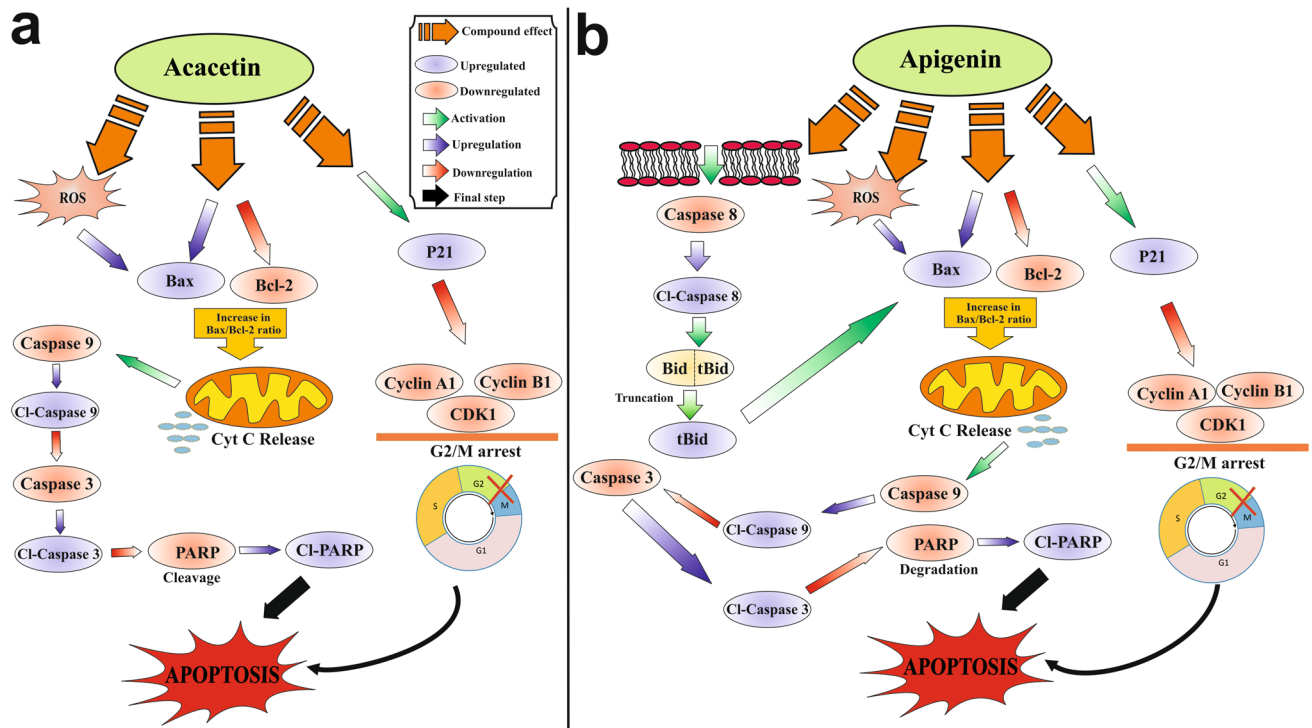 a
Acacetin
Compound effect
Upregulated
Downregulated
Activation
Upregulation
Downregulation
Final step
ROS
Bax
Bcl-2
P21
Increase in
Bax/Bcl-2 ratio
Caspase 9
Cl-Caspase 9
Caspase 3
Cl-Caspase 3
Cyt C Release
Cyclin A1
Cyclin B1
CDK1
G2/M arrest
G2
S
M
G1
PARP
Cleavage
Cl-PARP
APOPTOSIS
b
Apigenin
Caspase 8
Cl-Caspase 8
Bid
tBid
Truncation
tBid
ROS
Bax
Bcl-2
P21
Increase in
Bax/Bcl-2 ratio
Cyt C Release
Cyclin A1
Cyclin B1
CDK1
G2/M arrest
G2
S
M
G1
Caspase 3
Caspase 9
Cl-Caspase 9
PARP
Degradation
Cl-PARP
Cl-Caspase 3
APOPTOSIS